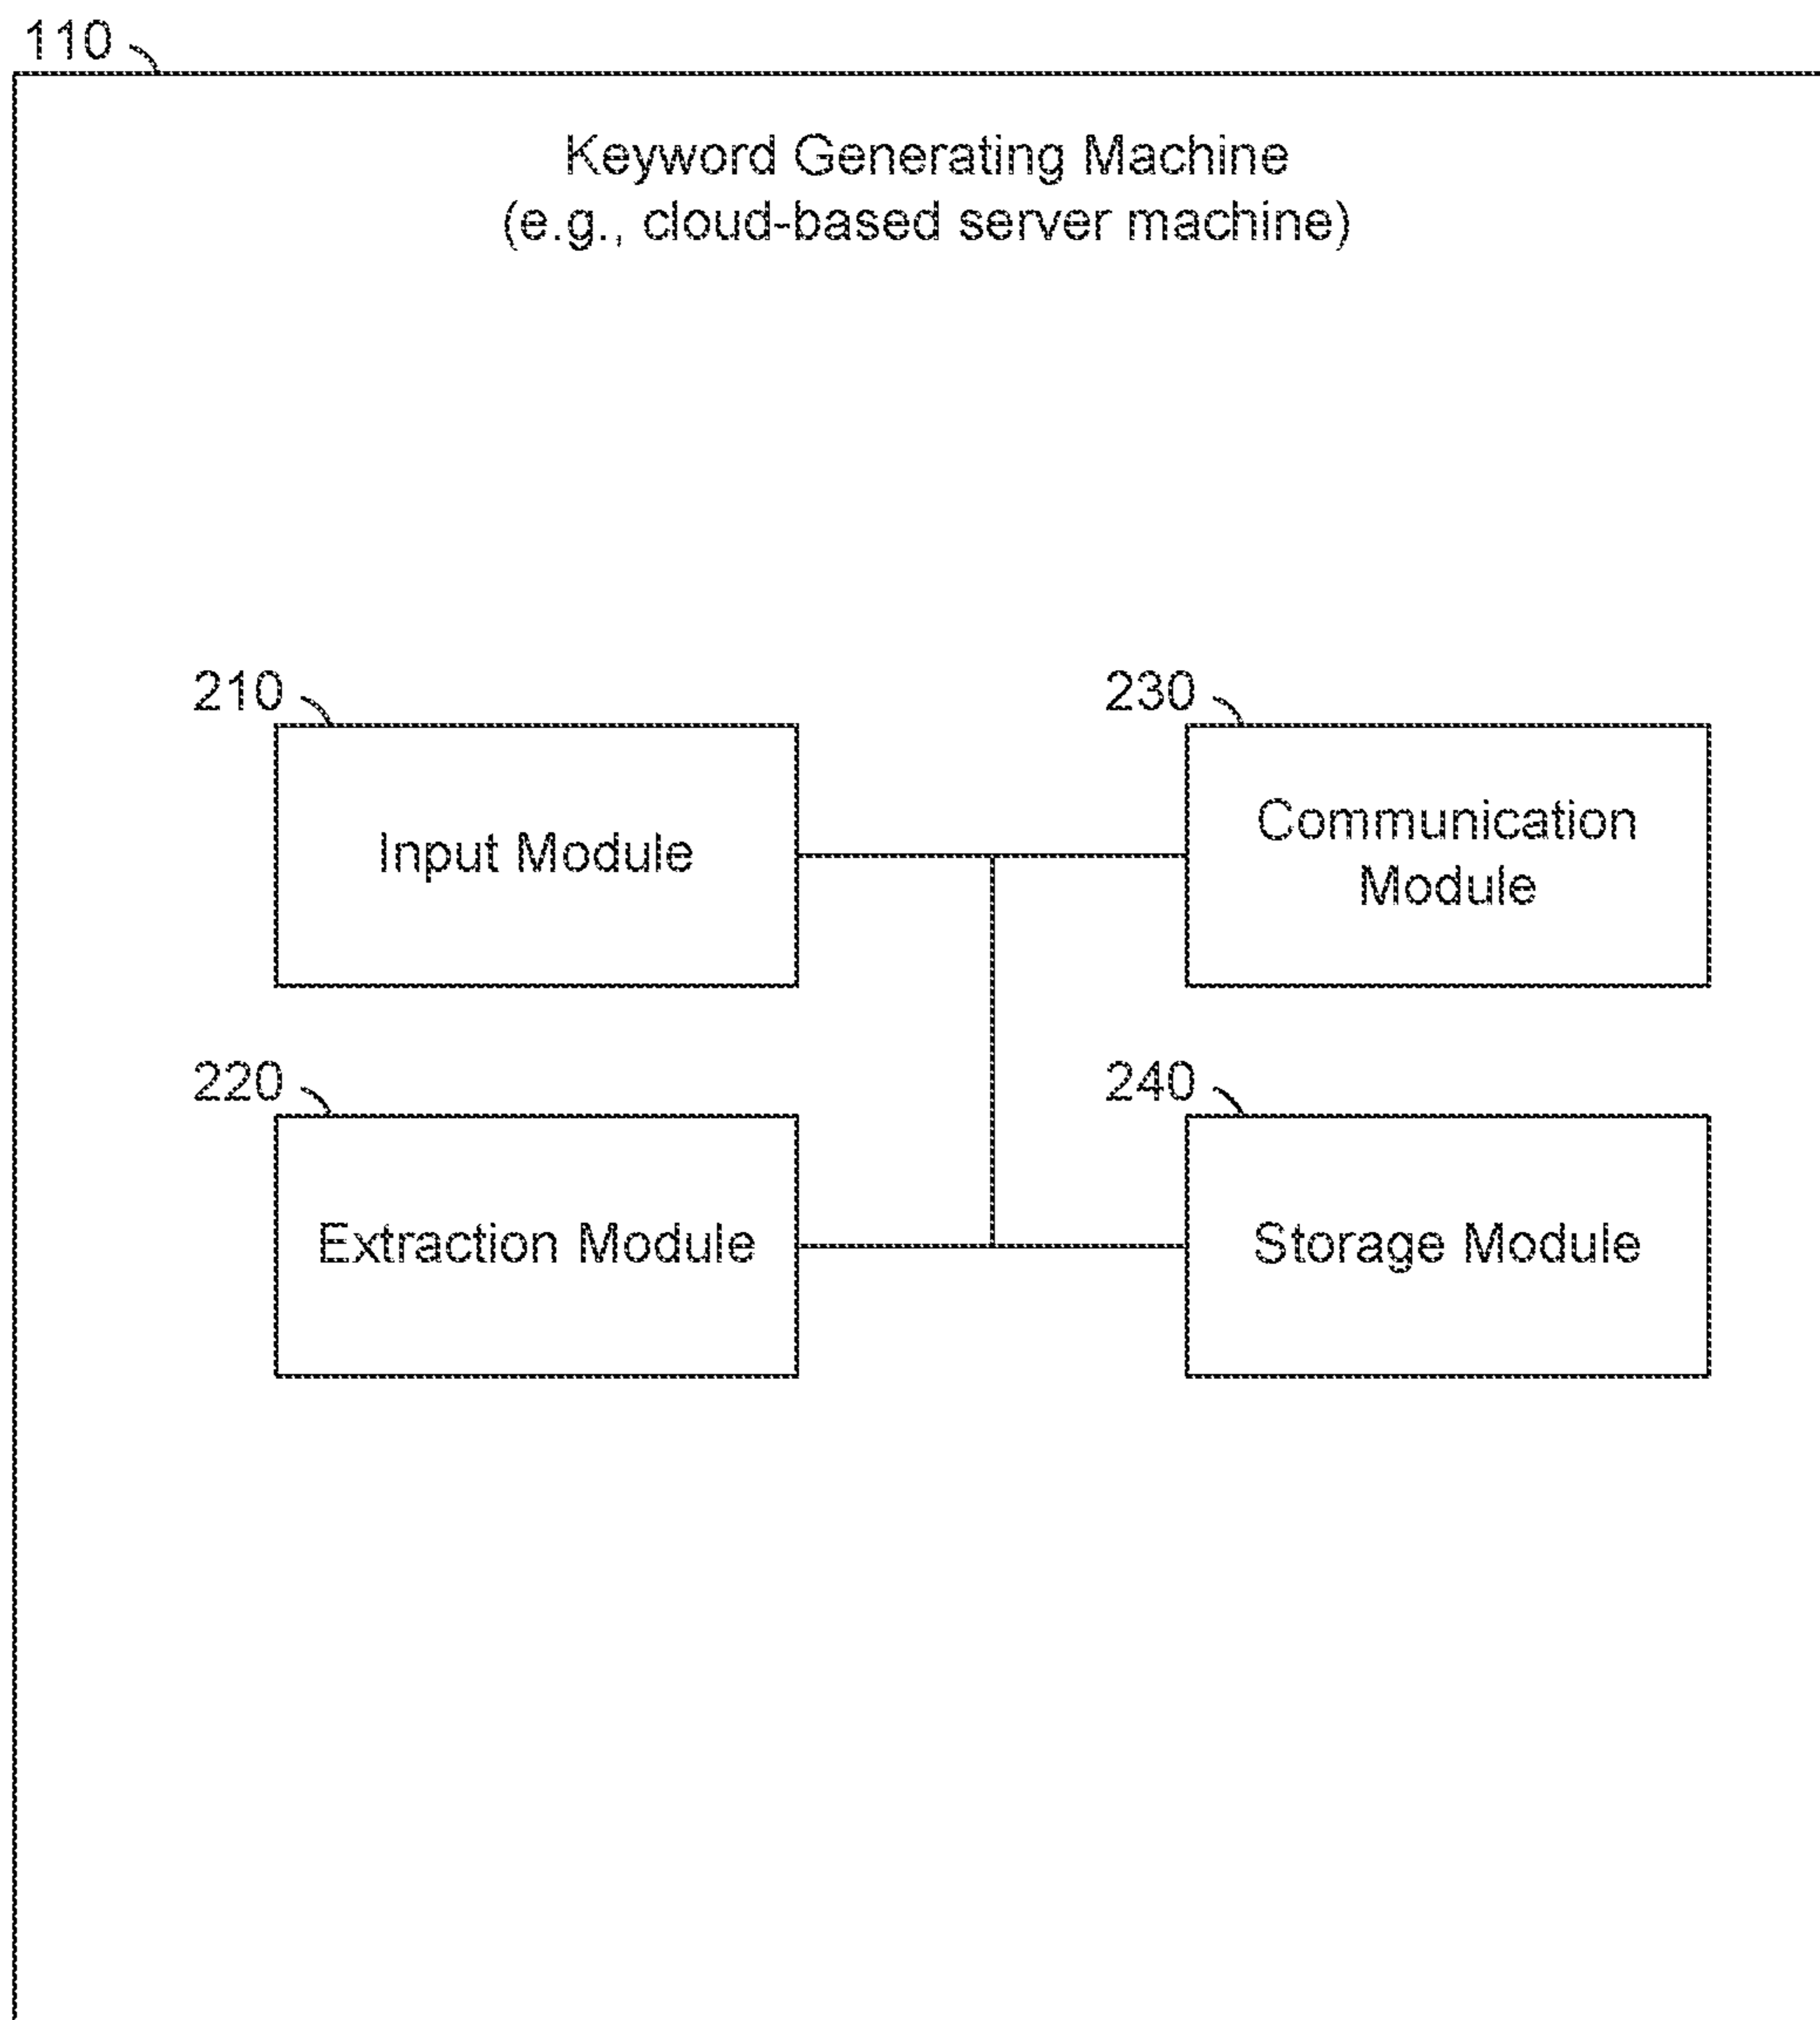 110
Keyword Generating Machine
(e.g., cloud-based server machine)
210
Input Module
230
Communication
Module
220
Extraction Module
240
Storage Module